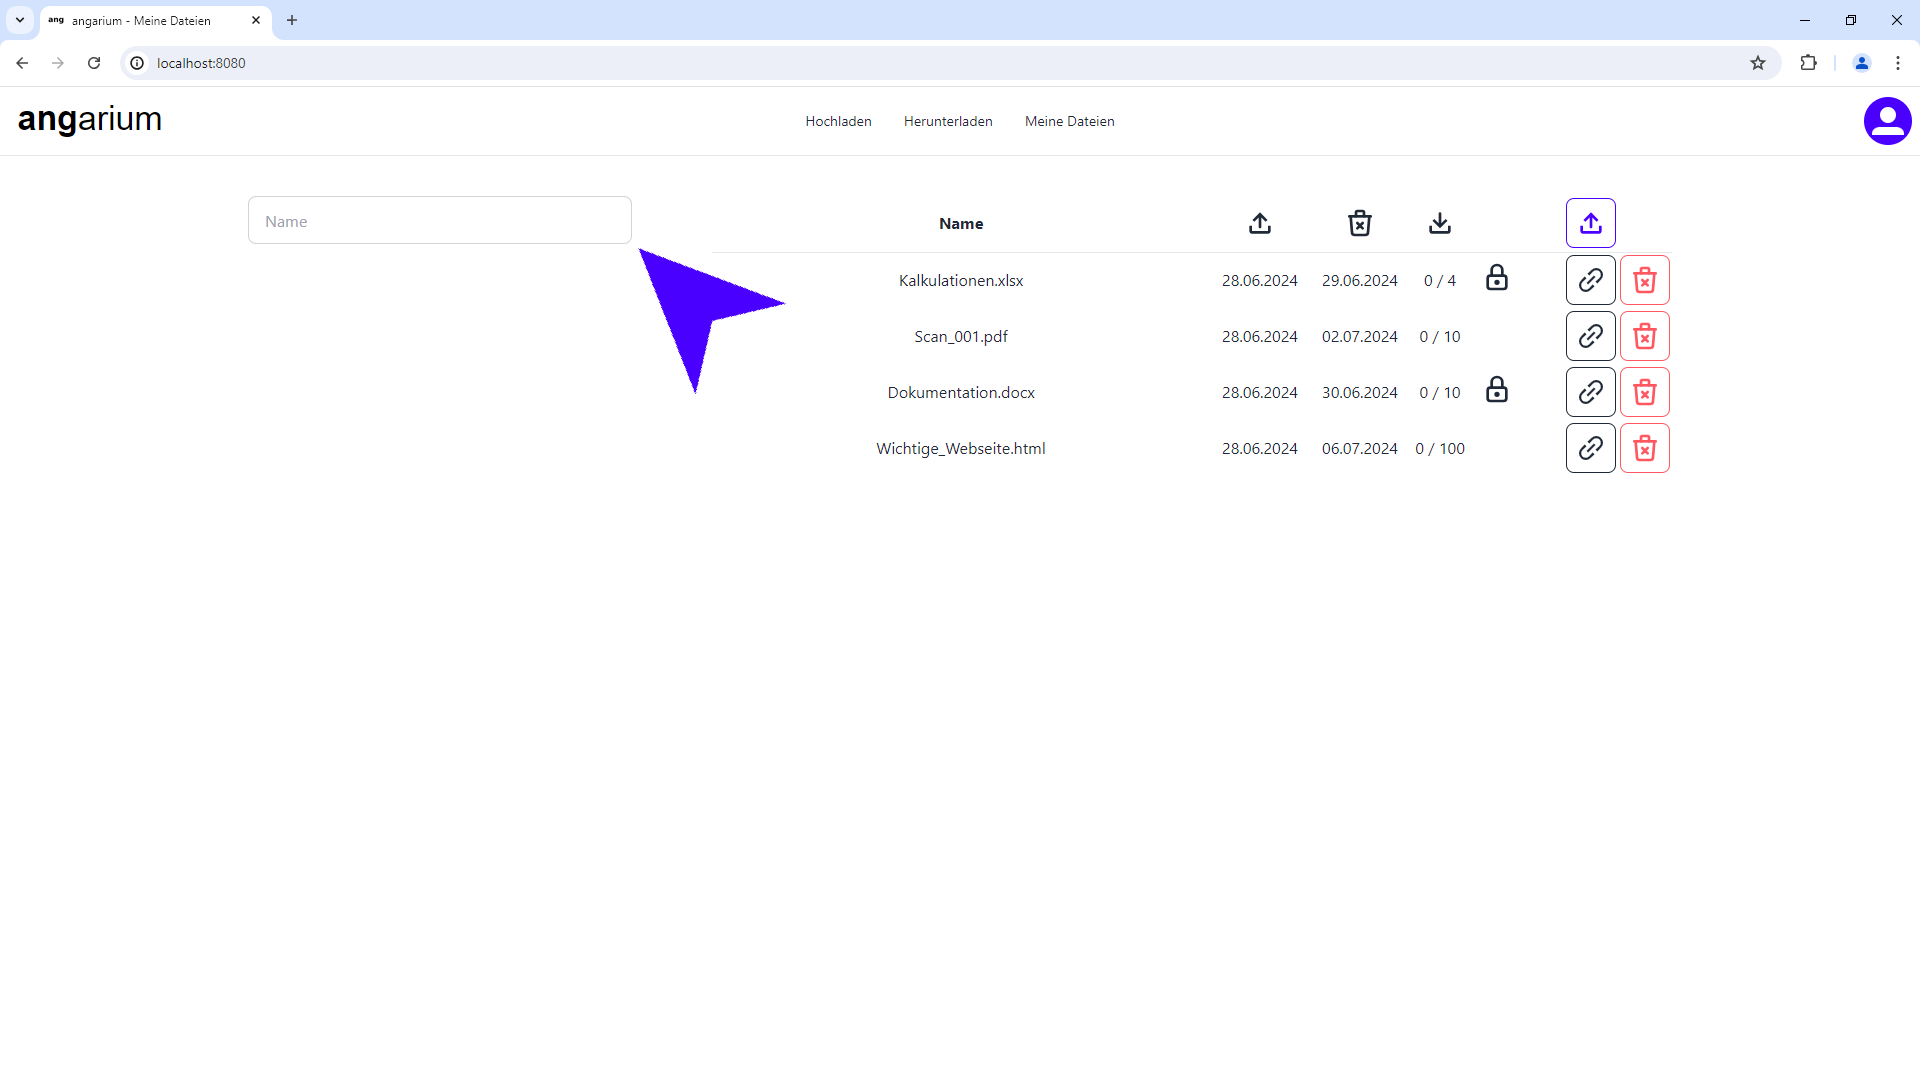 ang angarium - Meine Dateien
localhost:8080
angarium
Hochladen Herunterladen Meine Dateien
Name
Name
Kalkulationen.xlsx 28.06.2024 29.06.2024 0 / 4
Scan_001.pdf 28.06.2024 02.07.2024 0 / 10
Dokumentation.docx 28.06.2024 30.06.2024 0 / 10
Wichtige_Webseite.html 28.06.2024 06.07.2024 0 / 100